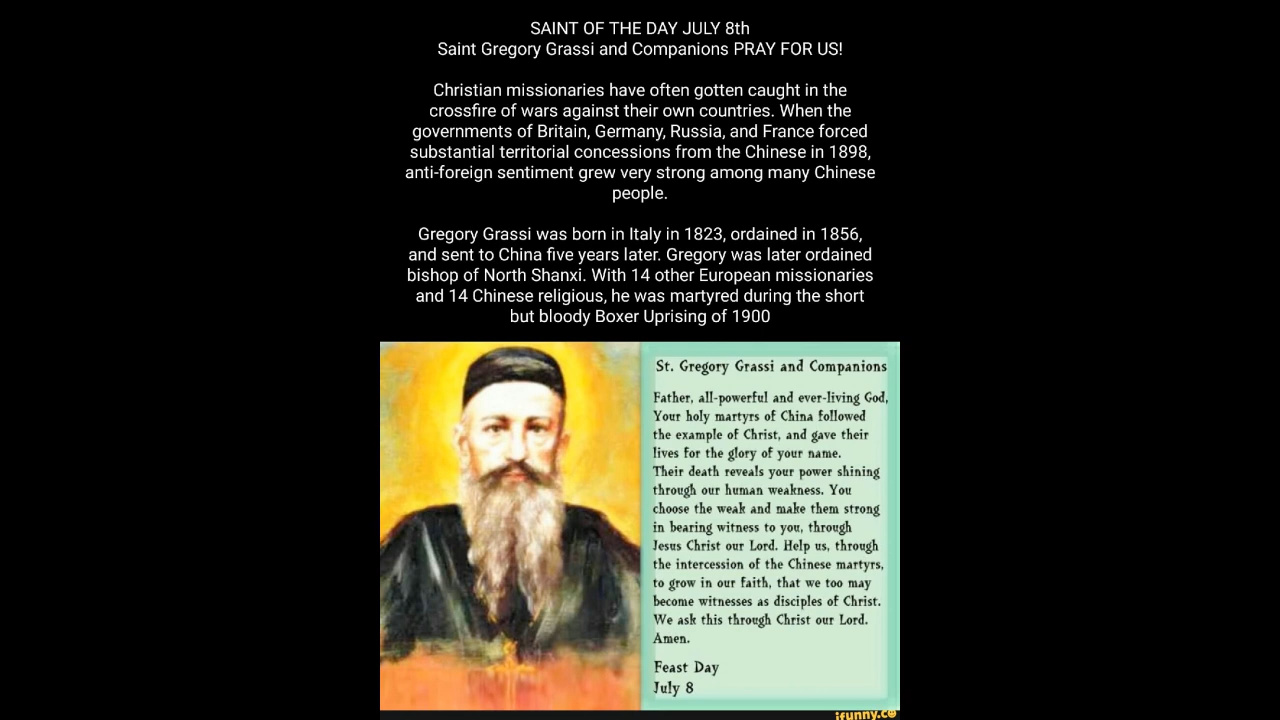 SAINT OF THE DAY JULY 8th
Saint Gregory Grassi and Companions PRAY FOR US!
Christian missionaries have often gotten caught in the
crossfire of wars against their own countries. When the
governments of Britain, Germany, Russia, and France forced
substantial territorial concessions from the Chinese in 1898,
anti-foreign sentiment grew very strong among many Chinese
people.
Gregory Grassi was born in Italy in 1823, ordained in 1856,
and sent to China five years later. Gregory was later ordained
bishop of North Shanxi. With 14 other European missionaries
and 14 Chinese religious, he was martyred during the short
but bloody Boxer Uprising of 1900
St. Gregory Grassi and Companions
Father, all-powerful and ever-living God,
Your holy martyrs of China followed
the example of Christ, and gave their
lives for the glory of your name.
Their death reveals your power shining
through our human weakness. You
choose the weak and make them strong
in bearing witness to you, through
Jesus Christ our Lord. Help us, through
the intercession of the Chinese martyrs,
to grow in our faith, that we too may
become witnesses as disciples of Christ.
We ask this through Christ our Lord.
Amen.
Feast Day
July 8
ifunny.co